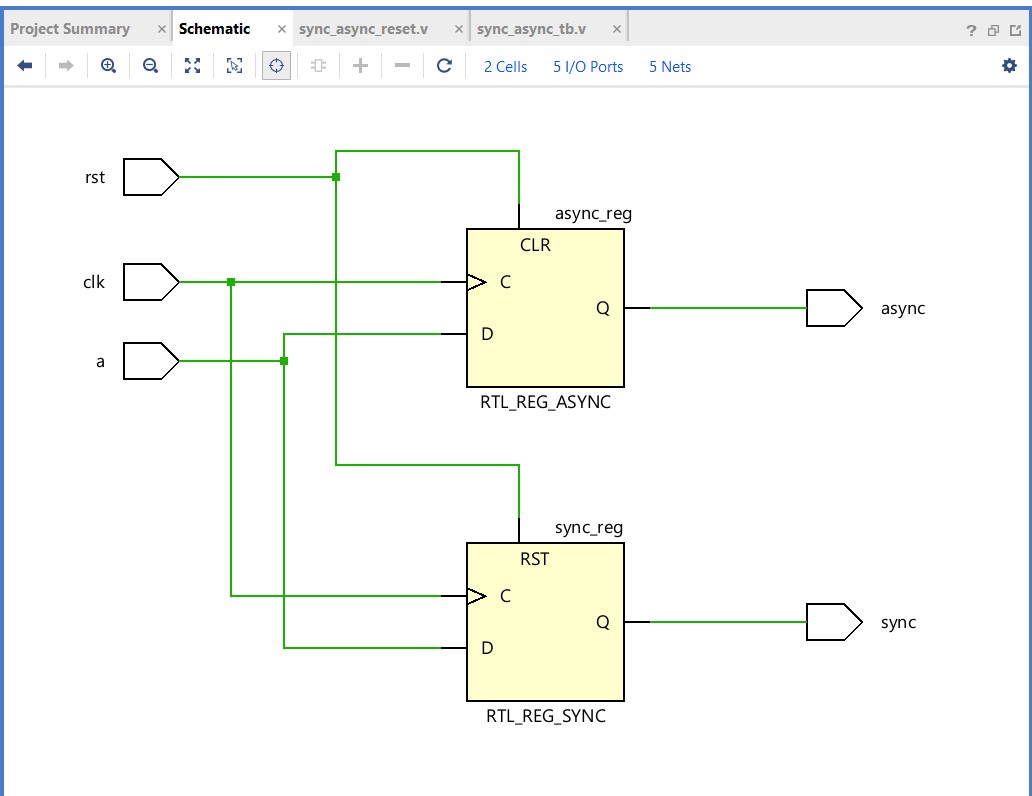 Project Summary × Schematic × sync_async_reset.v × sync_async_tb.v × ?
2 Cells 5 I/O Ports 5 Nets
rst
async_reg
CLR
clk
C
Q
async
a
D
RTL_REG_ASYNC
sync_reg
RST
C
Q
sync
D
RTL_REG_SYNC